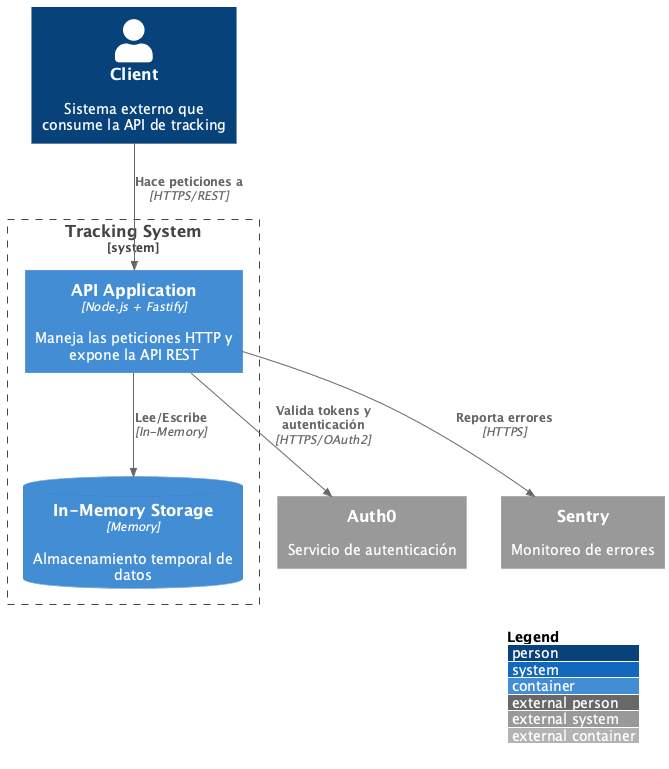 Client
Sistema externo que
consume la API de tracking
Hace peticiones a
[HTTPS/REST]
Tracking System
[system]
API Application
[Node.js + Fastify]
Maneja las peticiones HTTP y
expone la API REST
Lee/Escribe
[In-Memory]
Valida tokens y
autenticación
[HTTPS/OAuth2]
Reporta errores
[HTTPS]
In-Memory Storage
[Memory]
Almacenamiento temporal de
datos
Auth0
Servicio de autenticación
Sentry
Monitoreo de errores
Legend
person
system
container
external person
external system
external container